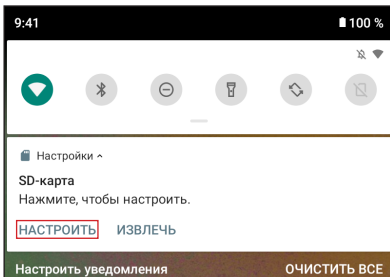 9:41 100 %
Настройки
SD-карта
Нажмите, чтобы настроить.
НАСТРОИТЬ ИЗВЛЕЧЬ
Настроить уведомления ОЧИСТИТЬ ВСЕ